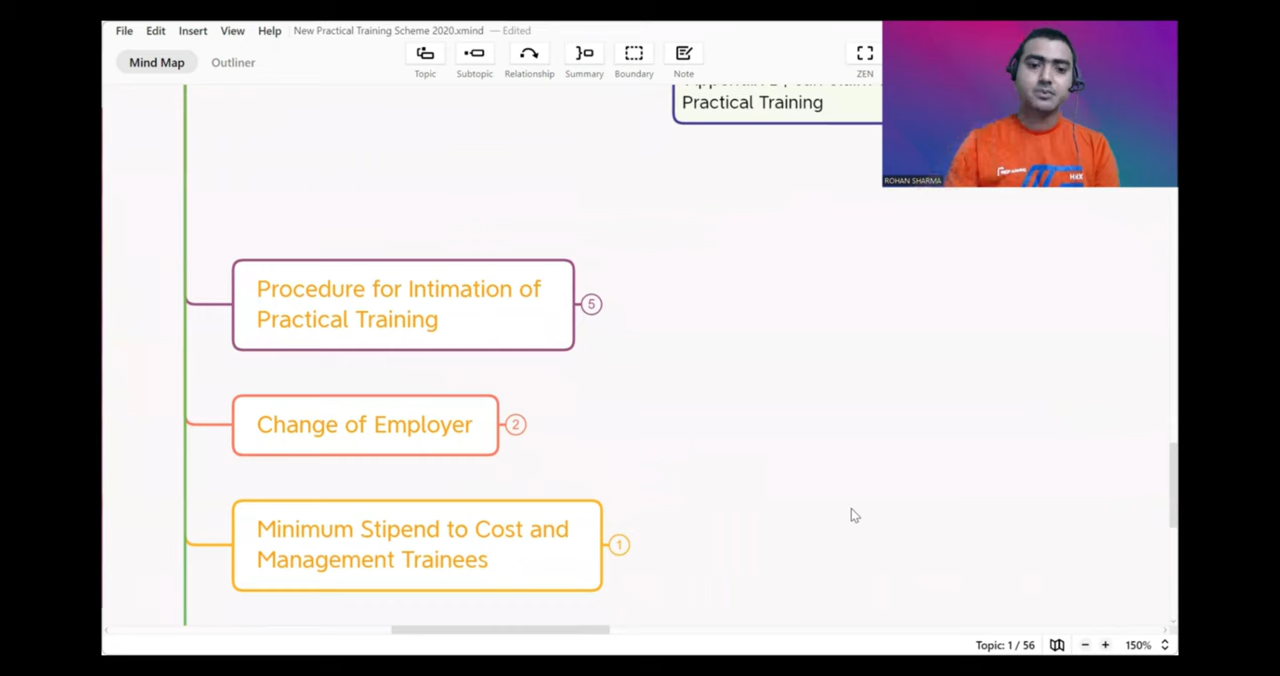 File Edit Insert View Help New Practical Training Scheme 2020.xmind — Edited
Mind Map Outliner
Topic Subtopic Relationship Summary Boundary Note ZEN
Practical Training
ROHAN SHARMA
Procedure for Intimation of
Practical Training
5
Change of Employer
2
Minimum Stipend to Cost and
Management Trainees
1
Topic: 1 / 56
150%